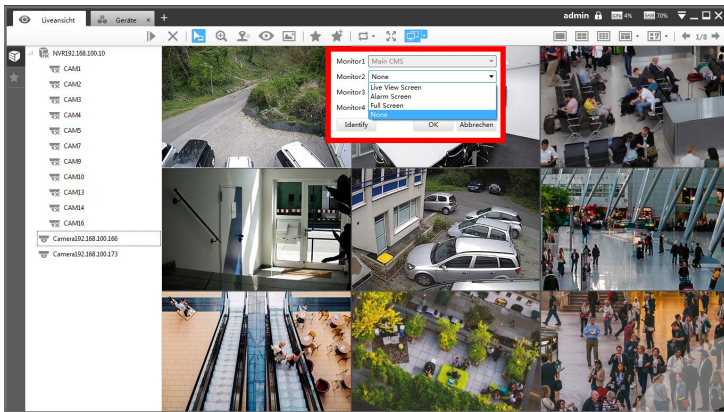 Liveansicht
Geräte
×
+
admin
CPU 4%
RAM 70%
1/8
NVR192.168.100.10
CAM1
CAM2
CAM3
CAM4
CAM5
CAM7
CAM9
CAM10
CAM13
CAM14
CAM16
Camera192.168.100.166
Camera192.168.100.173
Monitor1 Main CMS
Monitor2 None
Monitor3
Live View Screen
Alarm Screen
Monitor4
Full Screen
None
Identify OK Abbrechen